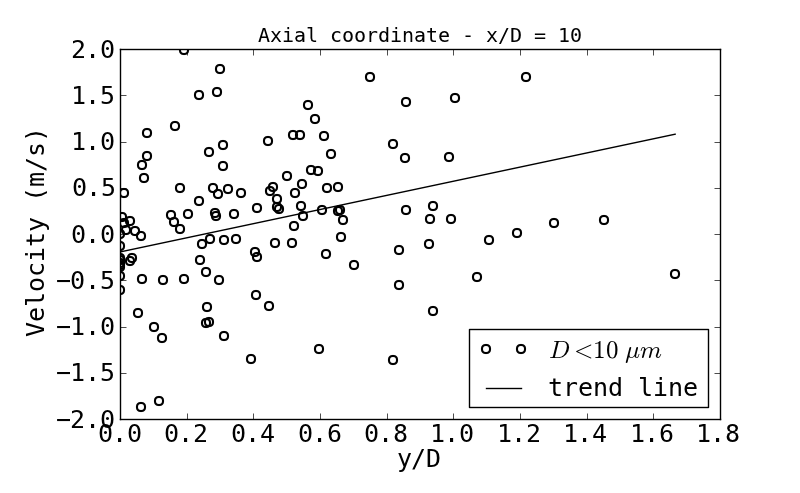 Axial coordinate - x/D = 10
Velocity (m/s)
2.0
1.5
1.0
0.5
0.0
−0.5
−1.0
−1.5
−2.0
D < 10 μm
trend line
0.0 0.2 0.4 0.6 0.8 1.0 1.2 1.4 1.6 1.8
y/D